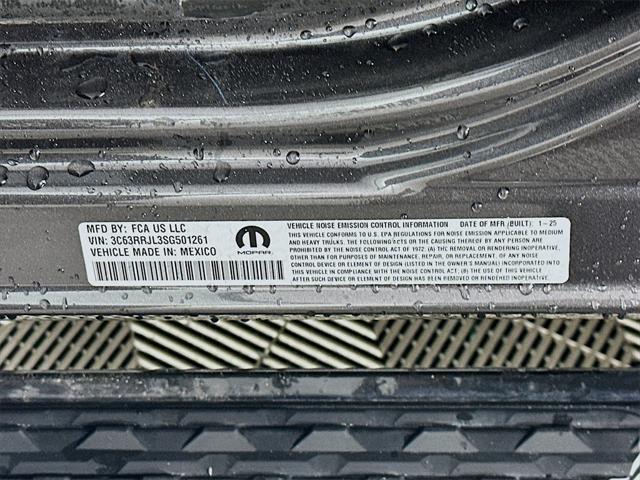 MFD BY: FCA US LLC
VIN: 3C63RRJL3SG501261
VEHICLE MADE IN: MEXICO
MOPAR
VEHICLE NOISE EMISSION CONTROL INFORMATION DATE OF MFR (BUILT): 1-25
THIS VEHICLE CONFORMS TO U.S. EPA REGULATIONS FOR NOISE EMISSION APPLICABLE TO MEDIUM
AND HEAVY TRUCKS. THE FOLLOWING ACTS OR THE CAUSING THEREOF BY ANY PERSON
ARE PROHIBITED BY THE NOISE CONTROL ACT OF 1972: (A) THE REMOVAL OR RENDERING INOPERATIVE,
OTHER THAN FOR PURPOSES OF MAINTENANCE, REPAIR, OR REPLACEMENT, OF ANY NOISE
CONTROL DEVICE OR ELEMENT OF DESIGN (LISTED IN THE OWNER'S MANUAL) INCORPORATED
INTO THIS VEHICLE IN COMPLIANCE WITH THE NOISE CONTROL ACT; (B) THE USE OF THIS VEHICLE
AFTER SUCH DEVICE OR ELEMENT OF DESIGN HAS BEEN REMOVED OR RENDERED INOPERATIVE.